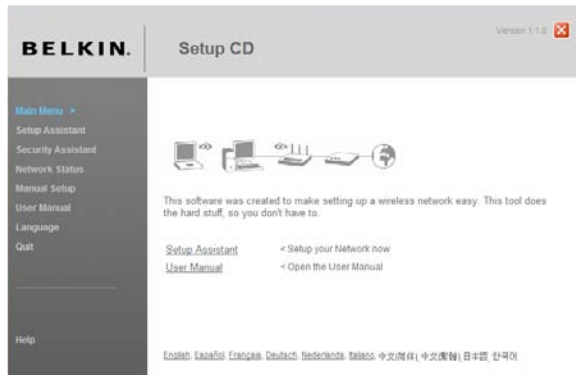 BELKIN.
Setup CD
Version 1.1.0
Main Menu >
Setup Assistant
Security Assistant
Network Status
Manual Setup
User Manual
Language
Quit
Help
This software was created to make setting up a wireless network easy. This tool does
the hard stuff, so you don't have to.
Setup Assistant < Setup your Network now
User Manual < Open the User Manual
English, Español, Français, Deutsch, Nederlands, Italiano, 中文(简体), 中文(繁體), 日本語, 한국어